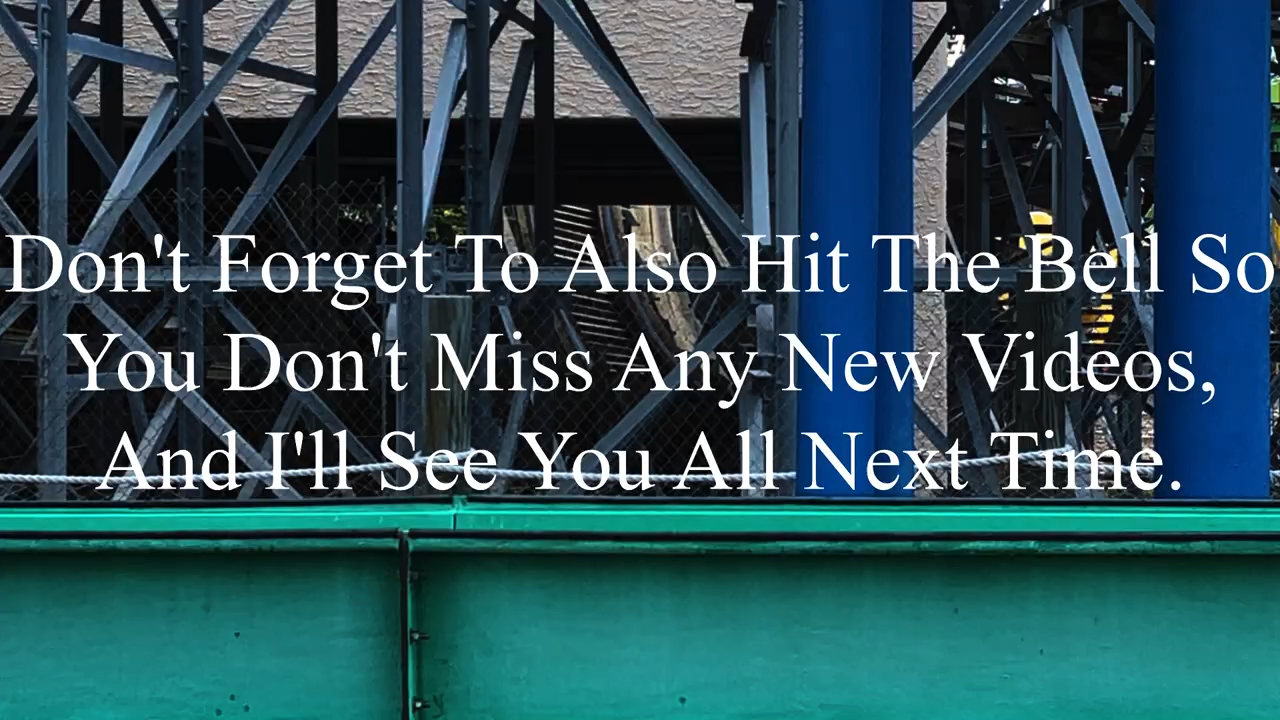 Don't Forget To Also Hit The Bell So
You Don't Miss Any New Videos,
And I'll See You All Next Time.